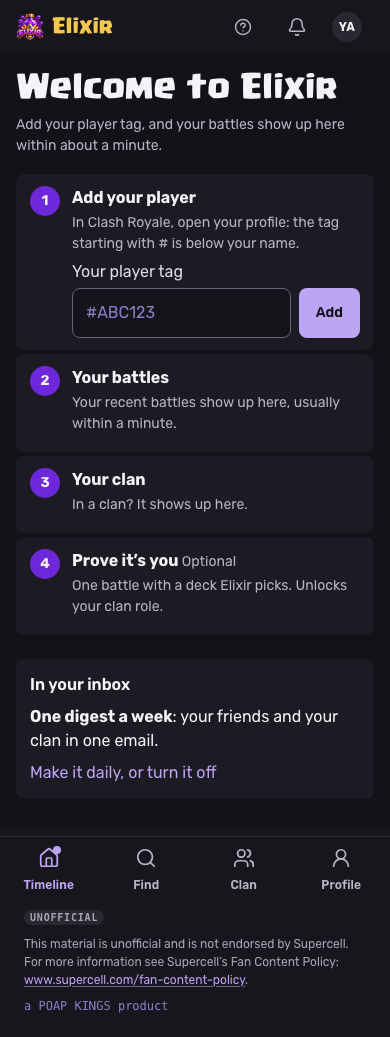 Elixir
YA
Welcome to Elixir
Add your player tag, and your battles show up here
within about a minute.
1
Add your player
In Clash Royale, open your profile: the tag
starting with # is below your name.
Your player tag
#ABC123
Add
2
Your battles
Your recent battles show up here, usually
within a minute.
3
Your clan
In a clan? It shows up here.
4
Prove it’s you Optional
One battle with a deck Elixir picks. Unlocks
your clan role.
In your inbox
One digest a week: your friends and your
clan in one email.
Make it daily, or turn it off
Timeline
Find
Clan
Profile
UNOFFICIAL
This material is unofficial and is not endorsed by Supercell.
For more information see Supercell’s Fan Content Policy:
www.supercell.com/fan-content-policy.
a POAP KINGS product